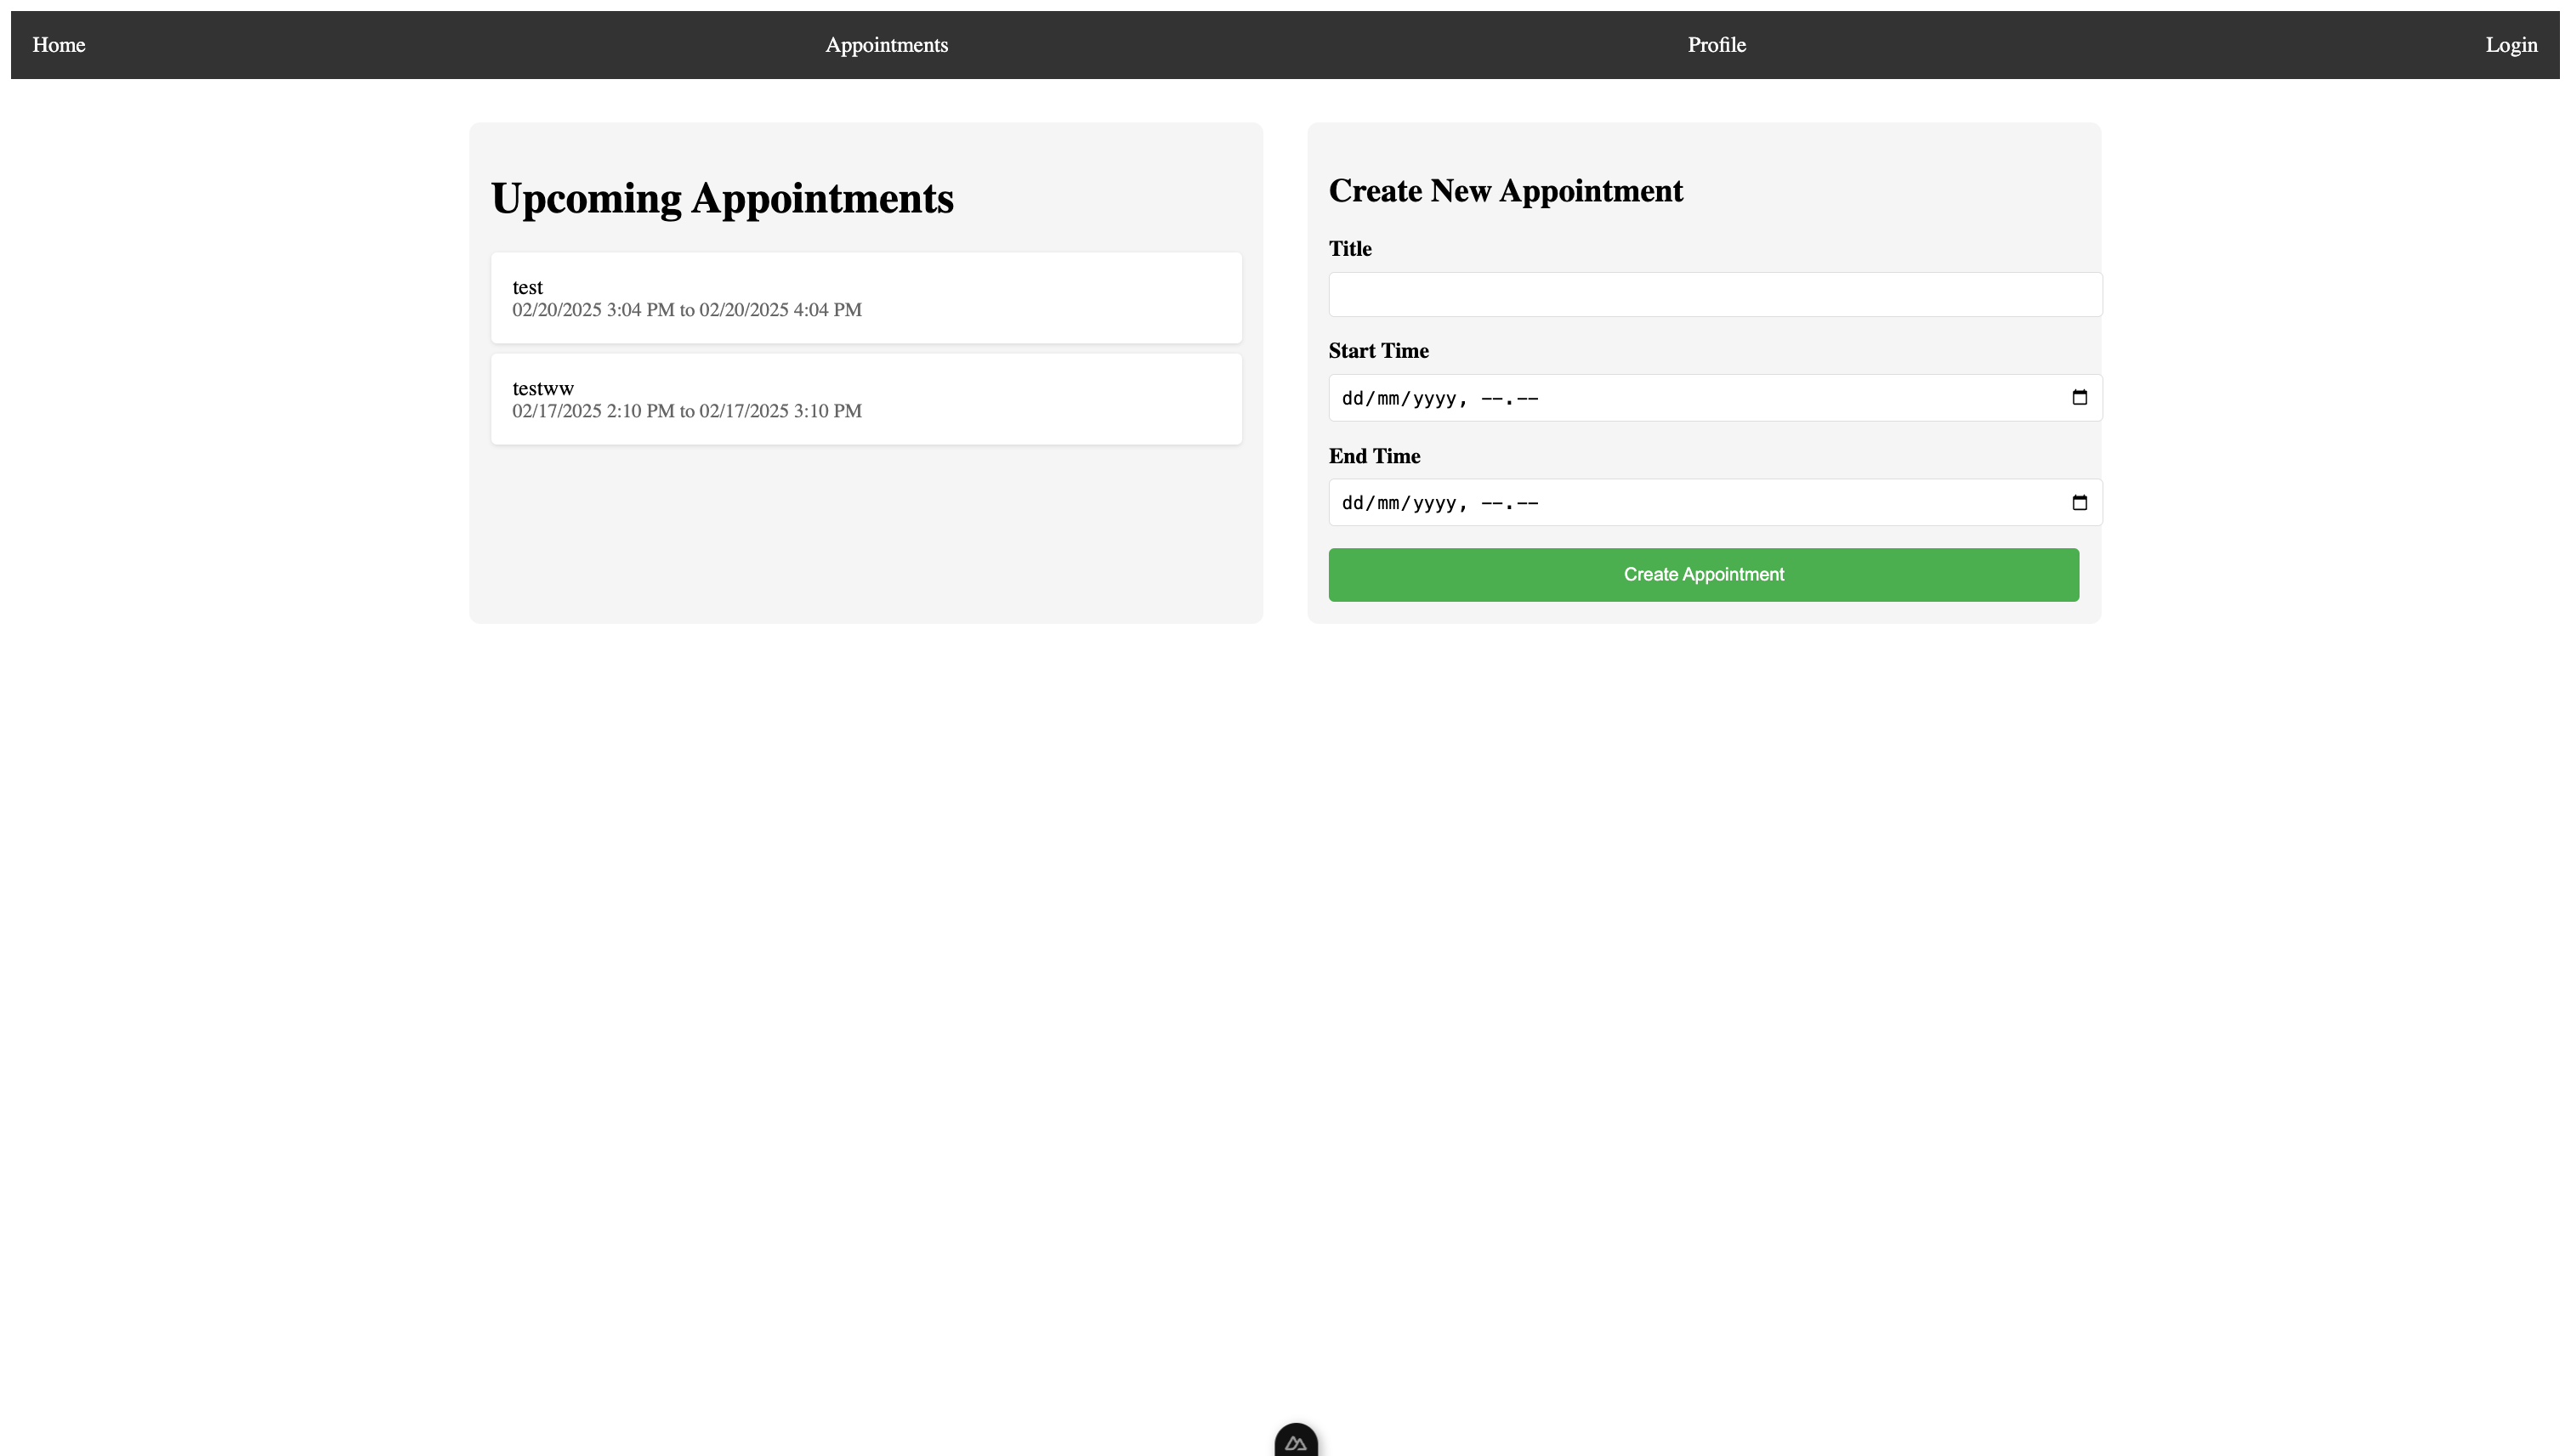 Home
Appointments
Profile
Login
Upcoming Appointments
test
02/20/2025 3:04 PM to 02/20/2025 4:04 PM
testww
02/17/2025 2:10 PM to 02/17/2025 3:10 PM
Create New Appointment
Title
Start Time
dd/mm/yyyy, --.--
End Time
dd/mm/yyyy, --.--
Create Appointment